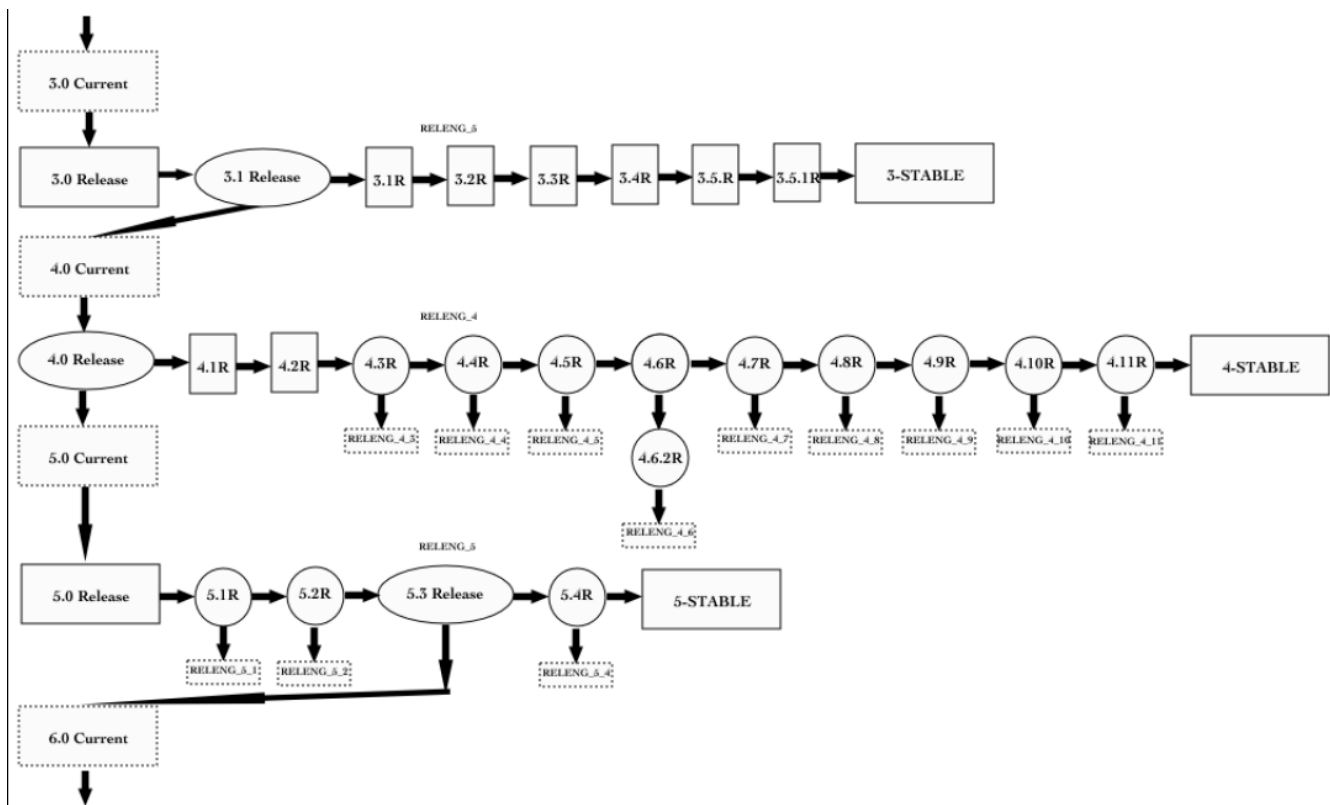 3.0 Current
RELENG_5
3.0 Release
3.1 Release
3.1R
3.2R
3.3R
3.4R
3.5.R
3.5.1R
3-STABLE
4.0 Current
RELENG_4
4.0 Release
4.1R
4.2R
4.3R
4.4R
4.5R
4.6R
4.7R
4.8R
4.9R
4.10R
4.11R
4-STABLE
RELENG_4_3
RELENG_4_4
RELENG_4_5
RELENG_4_7
RELENG_4_8
RELENG_4_9
RELENG_4_10
RELENG_4_11
5.0 Current
4.6.2R
RELENG_4_6
RELENG_5
5.0 Release
5.1R
5.2R
5.3 Release
5.4R
5-STABLE
RELENG_5_1
RELENG_5_2
RELENG_5_4
6.0 Current